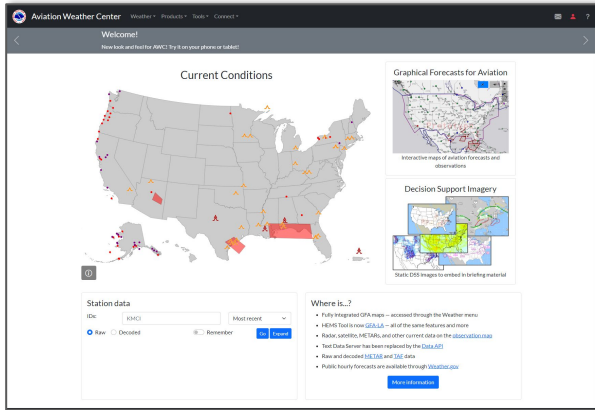 Aviation Weather Center Weather Products Tools Connect ?
Welcome!
New look and feel for AWC! Try it on your phone or tablet!
Current Conditions
Graphical Forecasts for Aviation
Interactive maps of aviation forecasts and
observations
Decision Support Imagery
Static DSS images to embed in briefing material
Station data
IDs: KMCI Most recent
Raw Decoded Remember Go Expand
Where is...?
Fully integrated GFA maps — accessed through the Weather menu
HEMS Tool is now GFA-LA — all of the same features and more
Radar, satellite, METARs, and other current data on the observation map
Text Data Server has been replaced by the Data API
Raw and decoded METAR and TAF data
Public hourly forecasts are available through Weather.gov
More information